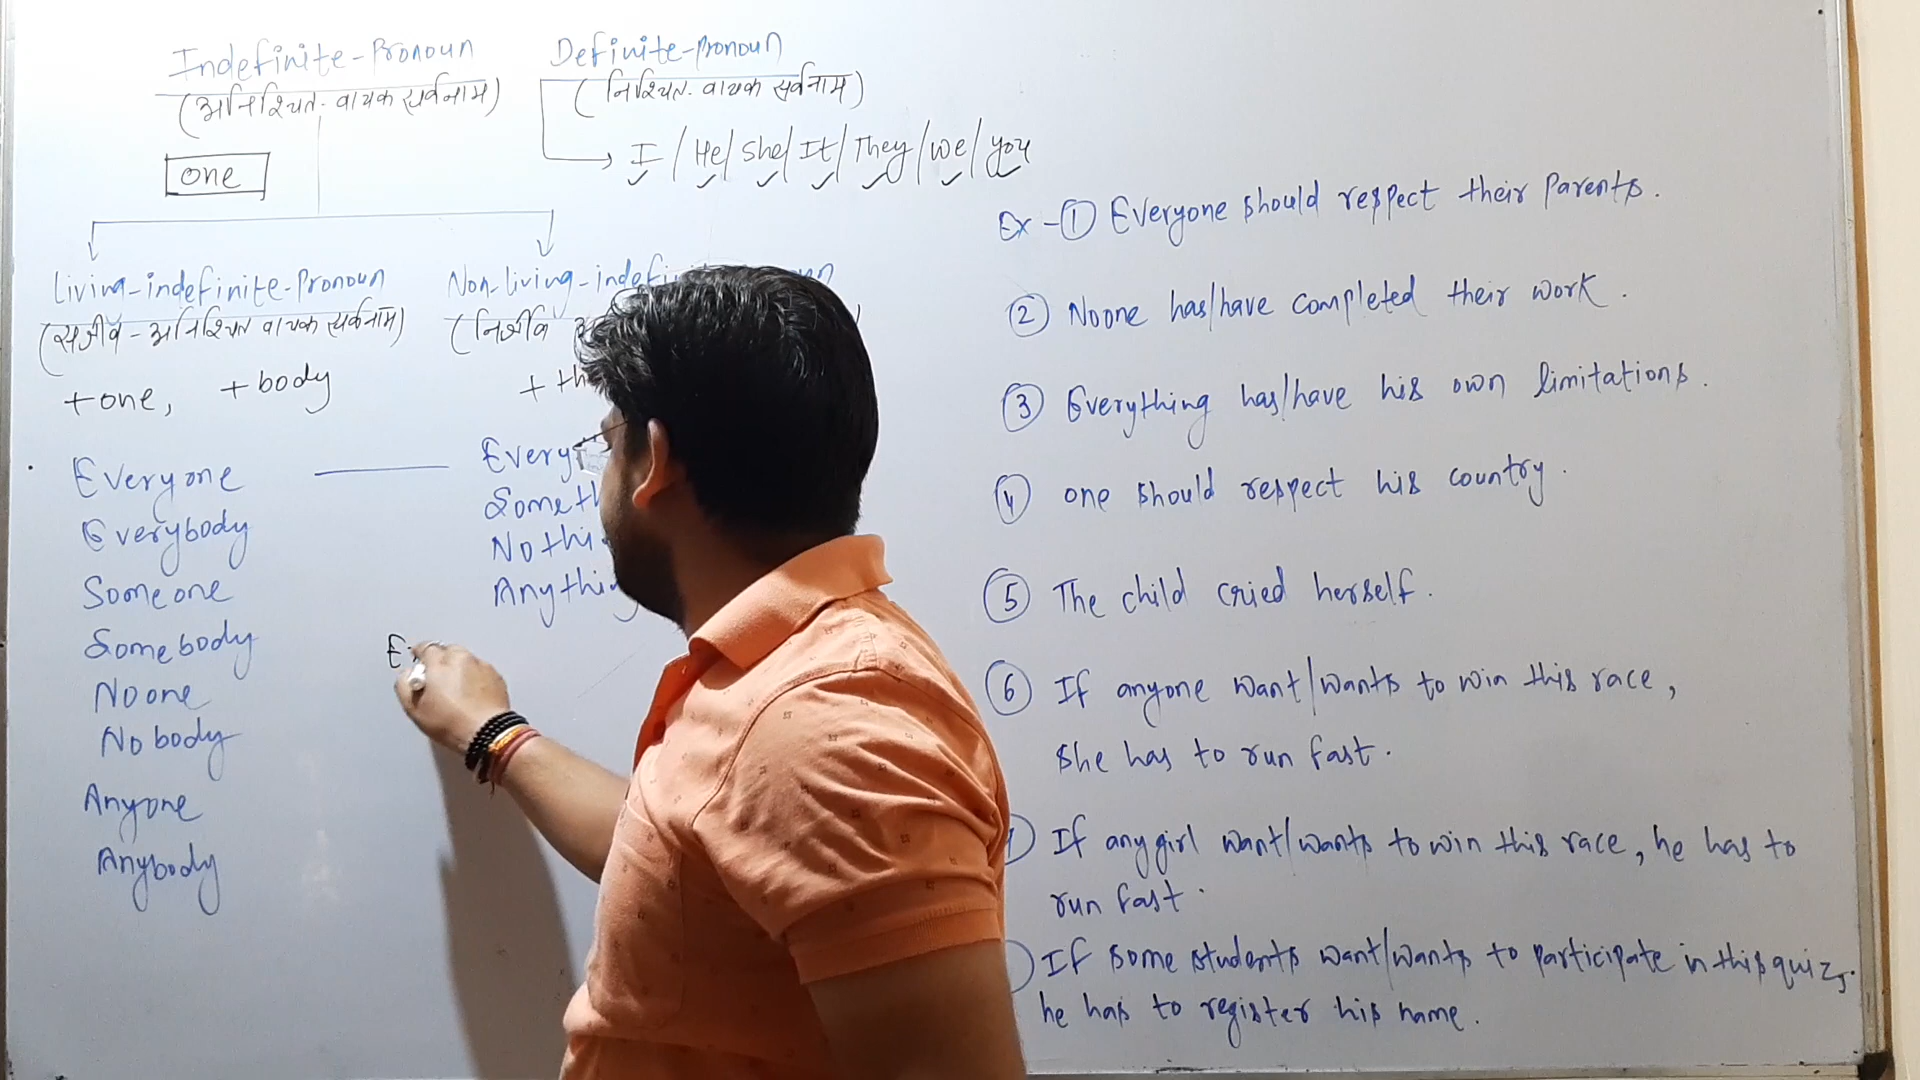 Indefinite-Pronoun
(अनिश्चित-वाचक सर्वनाम)
one
Definite-Pronoun
(निश्चित-वाचक सर्वनाम)
I / He / She / It / They / we / you
Living-indefinite-Pronoun
(सजीव-अनिश्चित वाचक सर्वनाम)
+one, +body
Everyone
Everybody
Someone
Somebody
Noone
Nobody
Anyone
Anybody
Non-living-indefi
(निर्जीव
+ th
Every
Someth
Nothi
Anything
Ex-① Everyone should respect their Parents.
② Noone has/have completed their work.
③ Everything has/have his own limitations.
④ one should respect his country.
⑤ The child cried herself.
⑥ If anyone want/wants to win this race,
she has to run fast.
If any girl want/wants to win this race, he has to
run fast.
If some students want/wants to participate in this quiz,
he has to register his name.